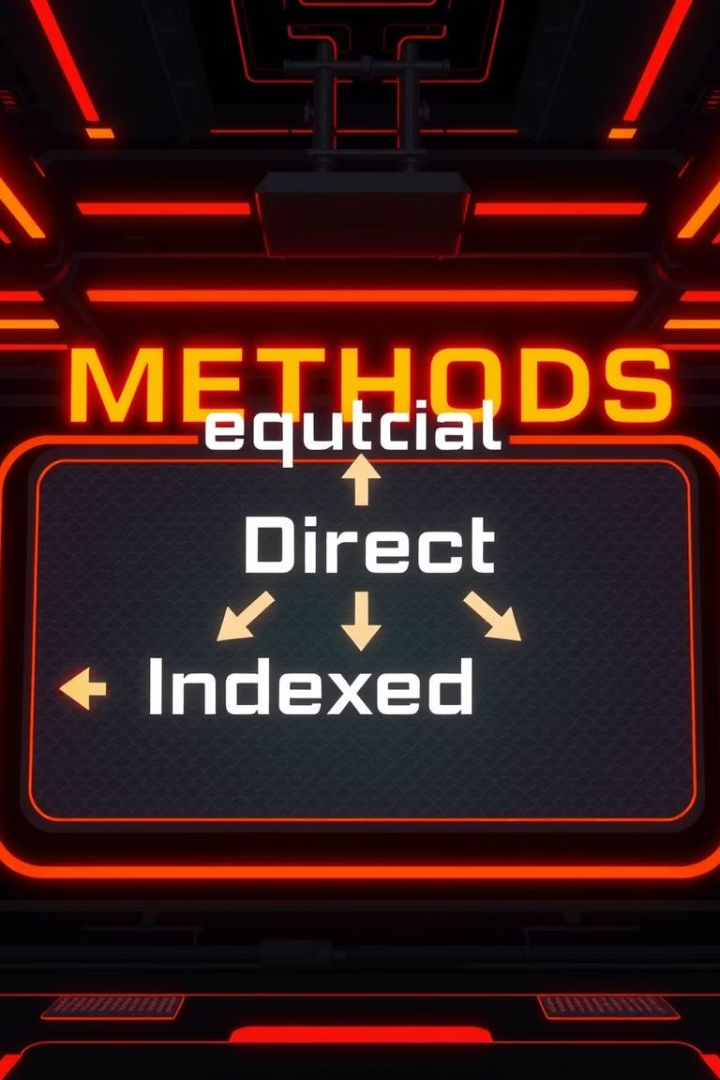 METHODS
equtcial
Direct
Indexed